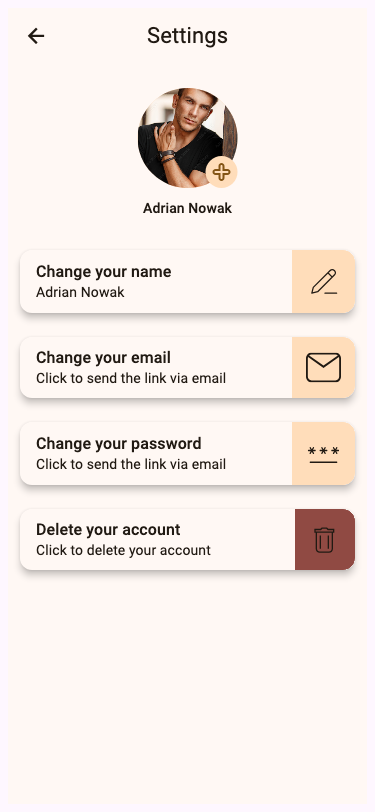 Settings
Adrian Nowak
Change your name
Adrian Nowak
Change your email
Click to send the link via email
Change your password
Click to send the link via email
Delete your account
Click to delete your account